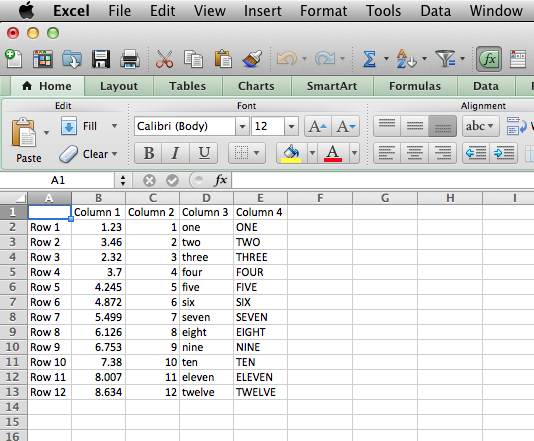 Excel File Edit View Insert Format Tools Data Window
Home Layout Tables Charts SmartArt Formulas Data
Edit Font Alignment
Fill Calibri (Body) 12 A A abc
Paste Clear B I U A
A1 fx
A B C D E F G H I
1 Column 1 Column 2 Column 3 Column 4
2 Row 1 1.23 1 one ONE
3 Row 2 3.46 2 two TWO
4 Row 3 2.32 3 three THREE
5 Row 4 3.7 4 four FOUR
6 Row 5 4.245 5 five FIVE
7 Row 6 4.872 6 six SIX
8 Row 7 5.499 7 seven SEVEN
9 Row 8 6.126 8 eight EIGHT
10 Row 9 6.753 9 nine NINE
11 Row 10 7.38 10 ten TEN
12 Row 11 8.007 11 eleven ELEVEN
13 Row 12 8.634 12 twelve TWELVE
14
15
16